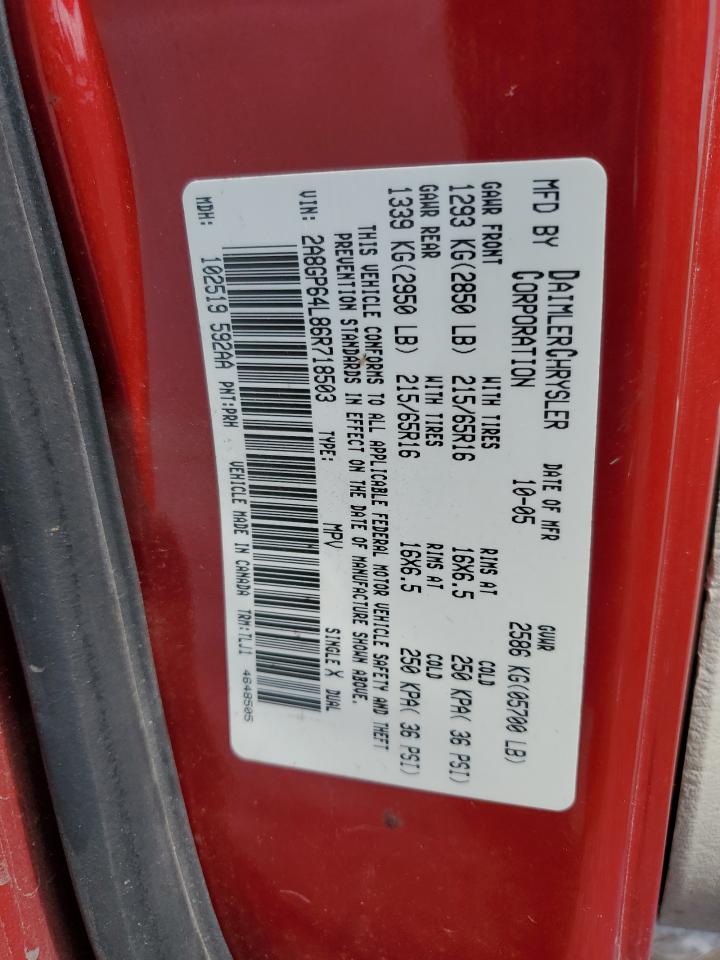 MFD BY DAIMLERCHRYSLER CORPORATION DATE OF MFR 10-05 GVWR 2586 KG(05700 LB)
GAWR FRONT WITH TIRES RIMS AT COLD
1293 KG(2850 LB) 215/65R16 16X6.5 250 KPA( 36 PSI)
GAWR REAR WITH TIRES RIMS AT COLD
1339 KG(2950 LB) 215/65R16 16X6.5 250 KPA( 36 PSI)
THIS VEHICLE CONFORMS TO ALL APPLICABLE FEDERAL MOTOR VEHICLE SAFETY AND THEFT
PREVENTION STANDARDS IN EFFECT ON THE DATE OF MANUFACTURE SHOWN ABOVE.
VIN: 2A8GP64L86R718503 TYPE: MPV SINGLE X DUAL
MDH: 102519 592AA PNT:PRH VEHICLE MADE IN CANADA TRM:TLJ1 4648505